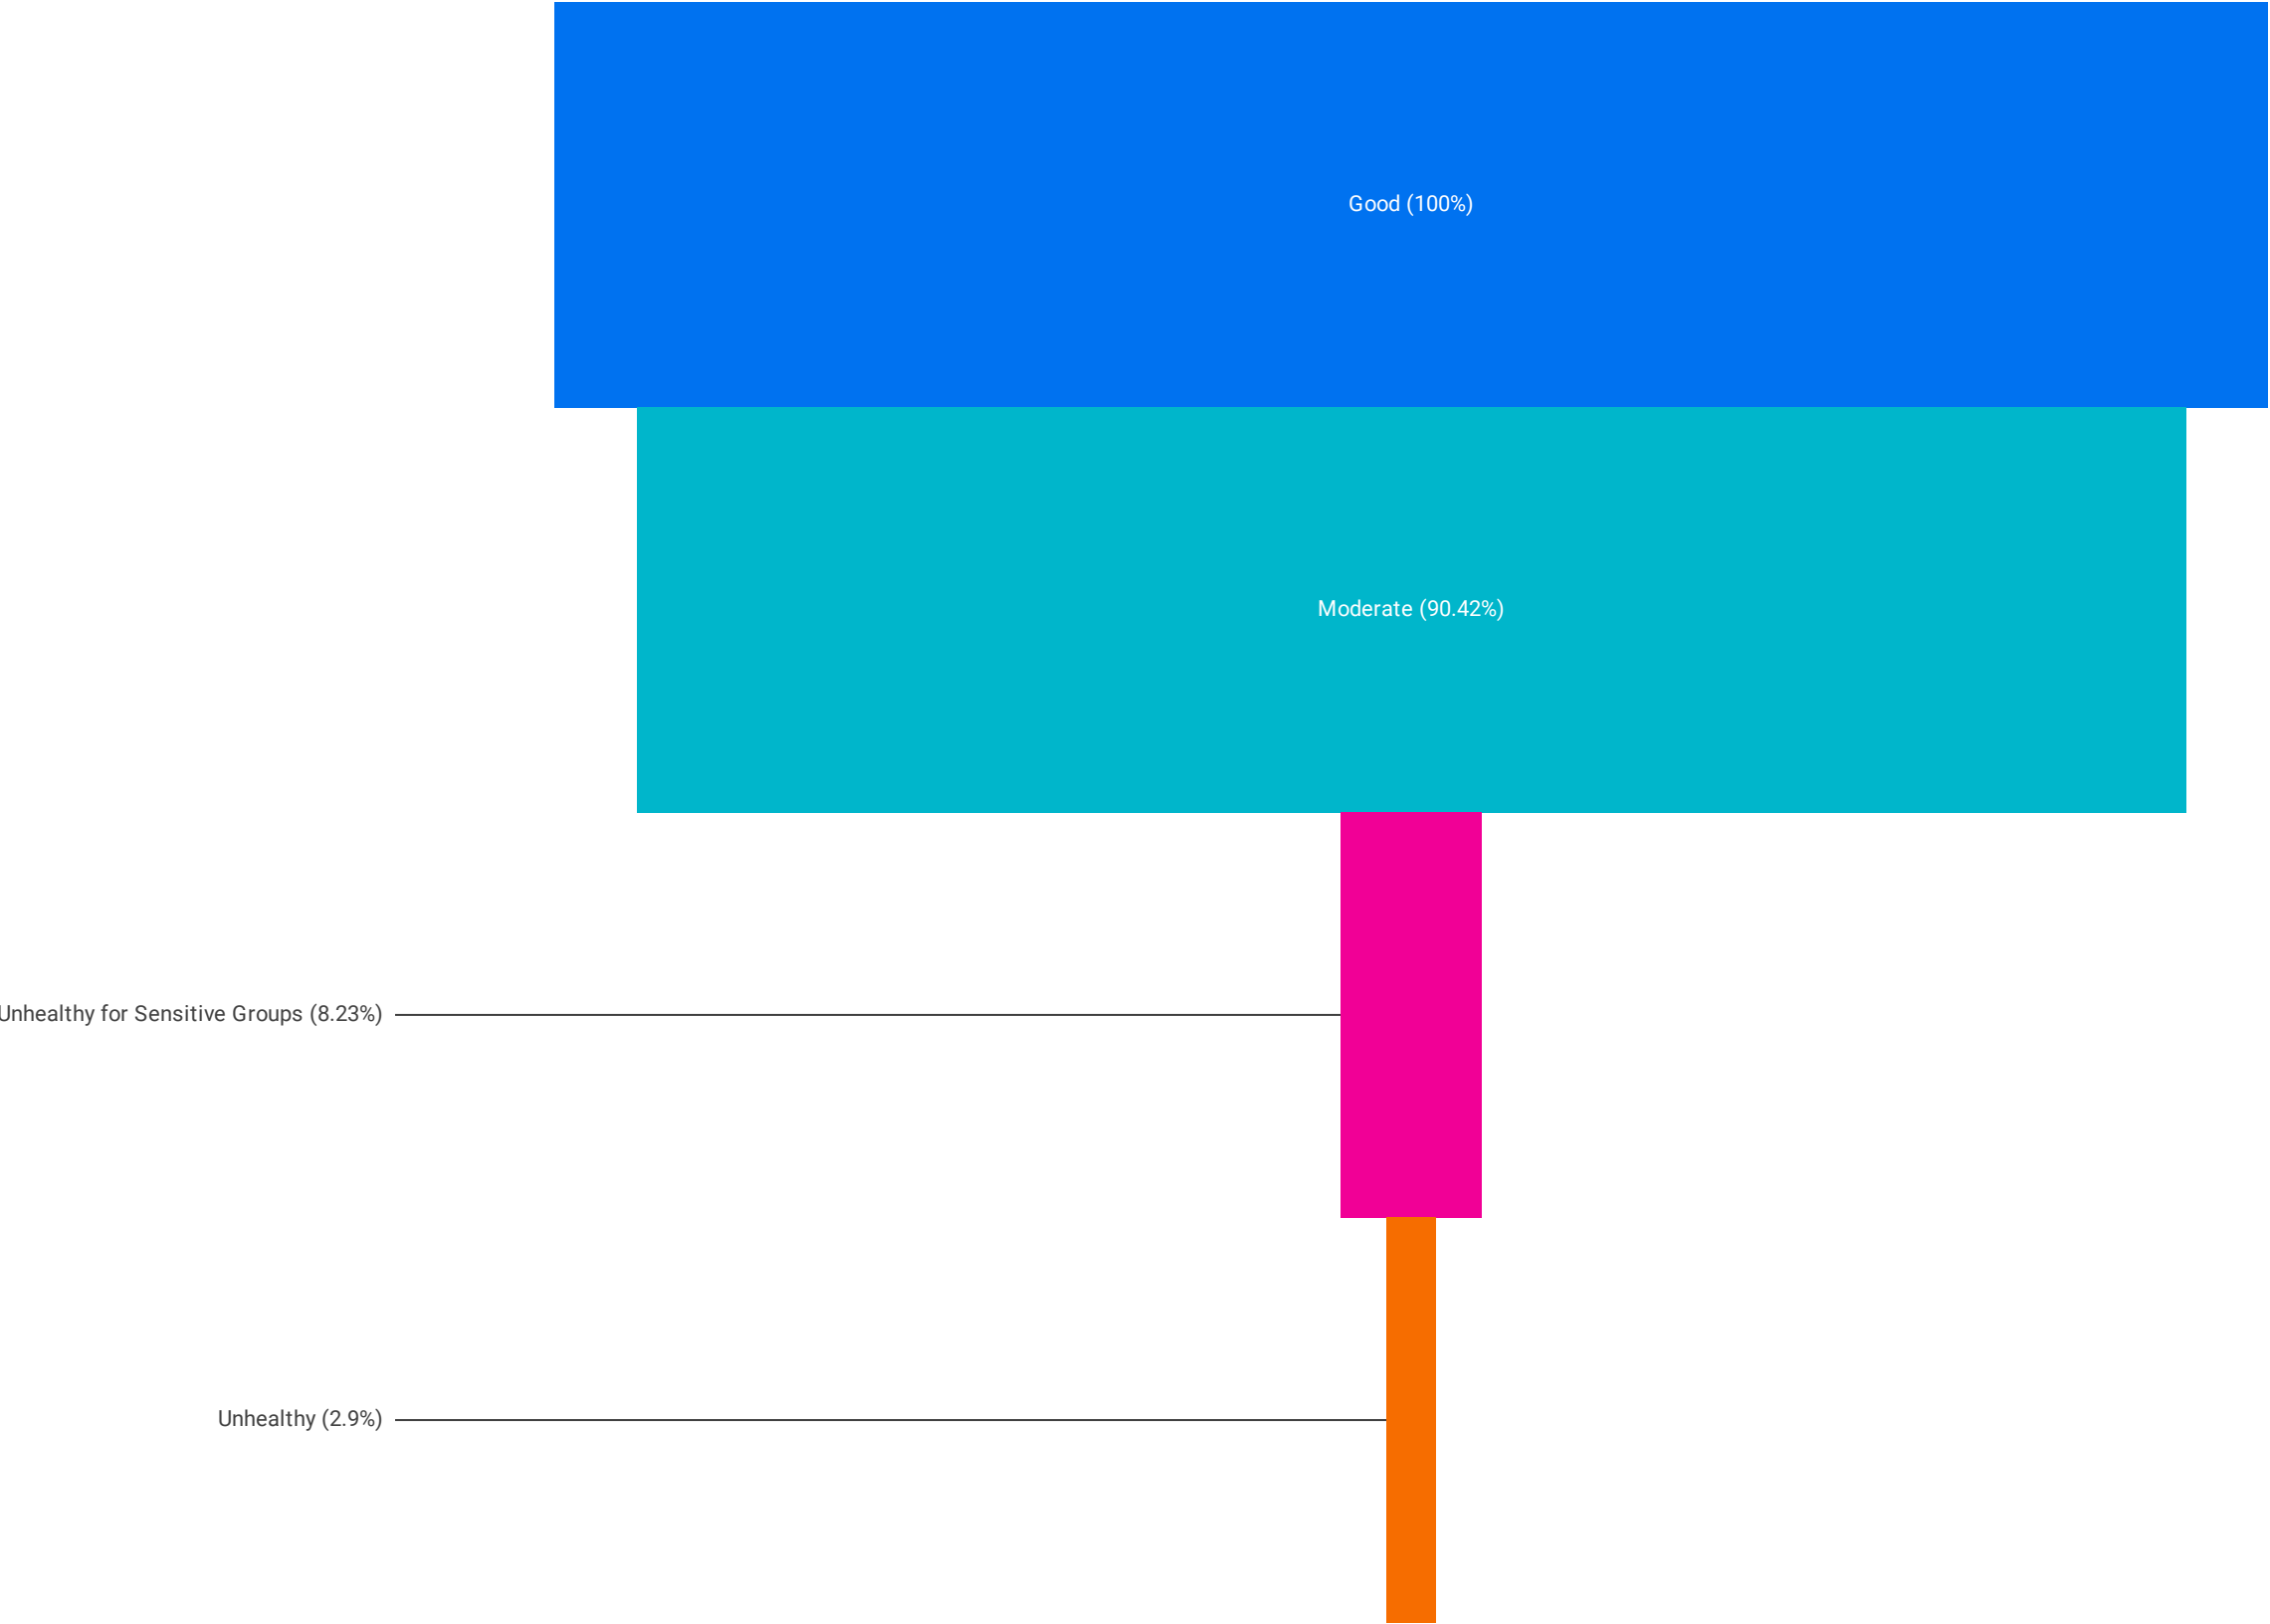 Good (100%)
Moderate (90.42%)
Unhealthy for Sensitive Groups (8.23%)
Unhealthy (2.9%)